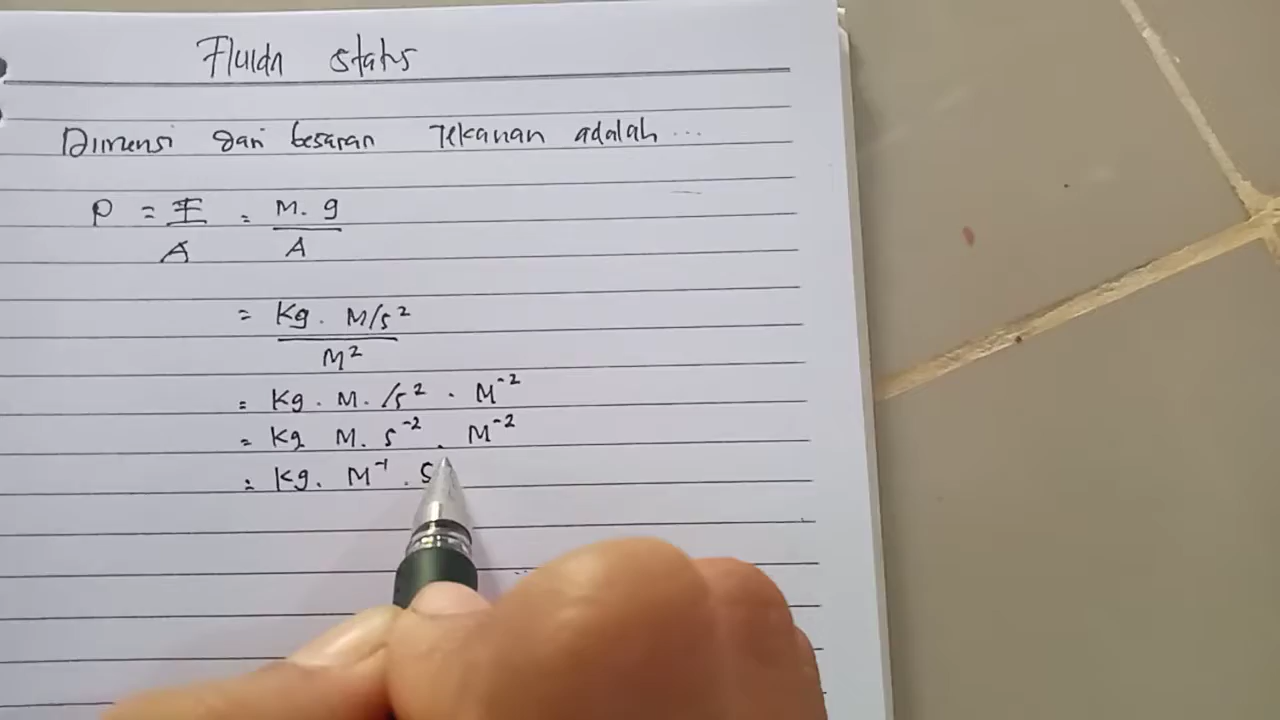 Fluida statis
Dimensi dari besaran Tekanan adalah...
P = F/A = M.g/A
= Kg. M/s²/M²
= Kg. M. /s² . M⁻²
= Kg M. s⁻² . M⁻²
= Kg. M⁻¹ . S